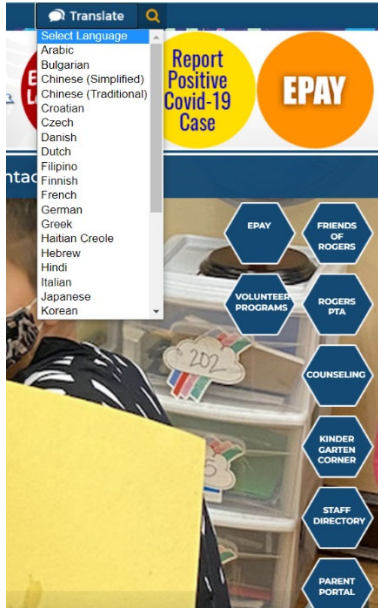 Translate
Select Language
Arabic
Bulgarian
Chinese (Simplified)
Chinese (Traditional)
Croatian
Czech
Danish
Dutch
Filipino
Finnish
French
German
Greek
Haitian Creole
Hebrew
Hindi
Italian
Japanese
Korean
Report
Positive
Covid-19
Case
EPAY
EPAY
FRIENDS
OF
ROGERS
VOLUNTEER
PROGRAMS
ROGERS
PTA
COUNSELING
KINDER
GARTEN
CORNER
STAFF
DIRECTORY
PARENT
PORTAL
202